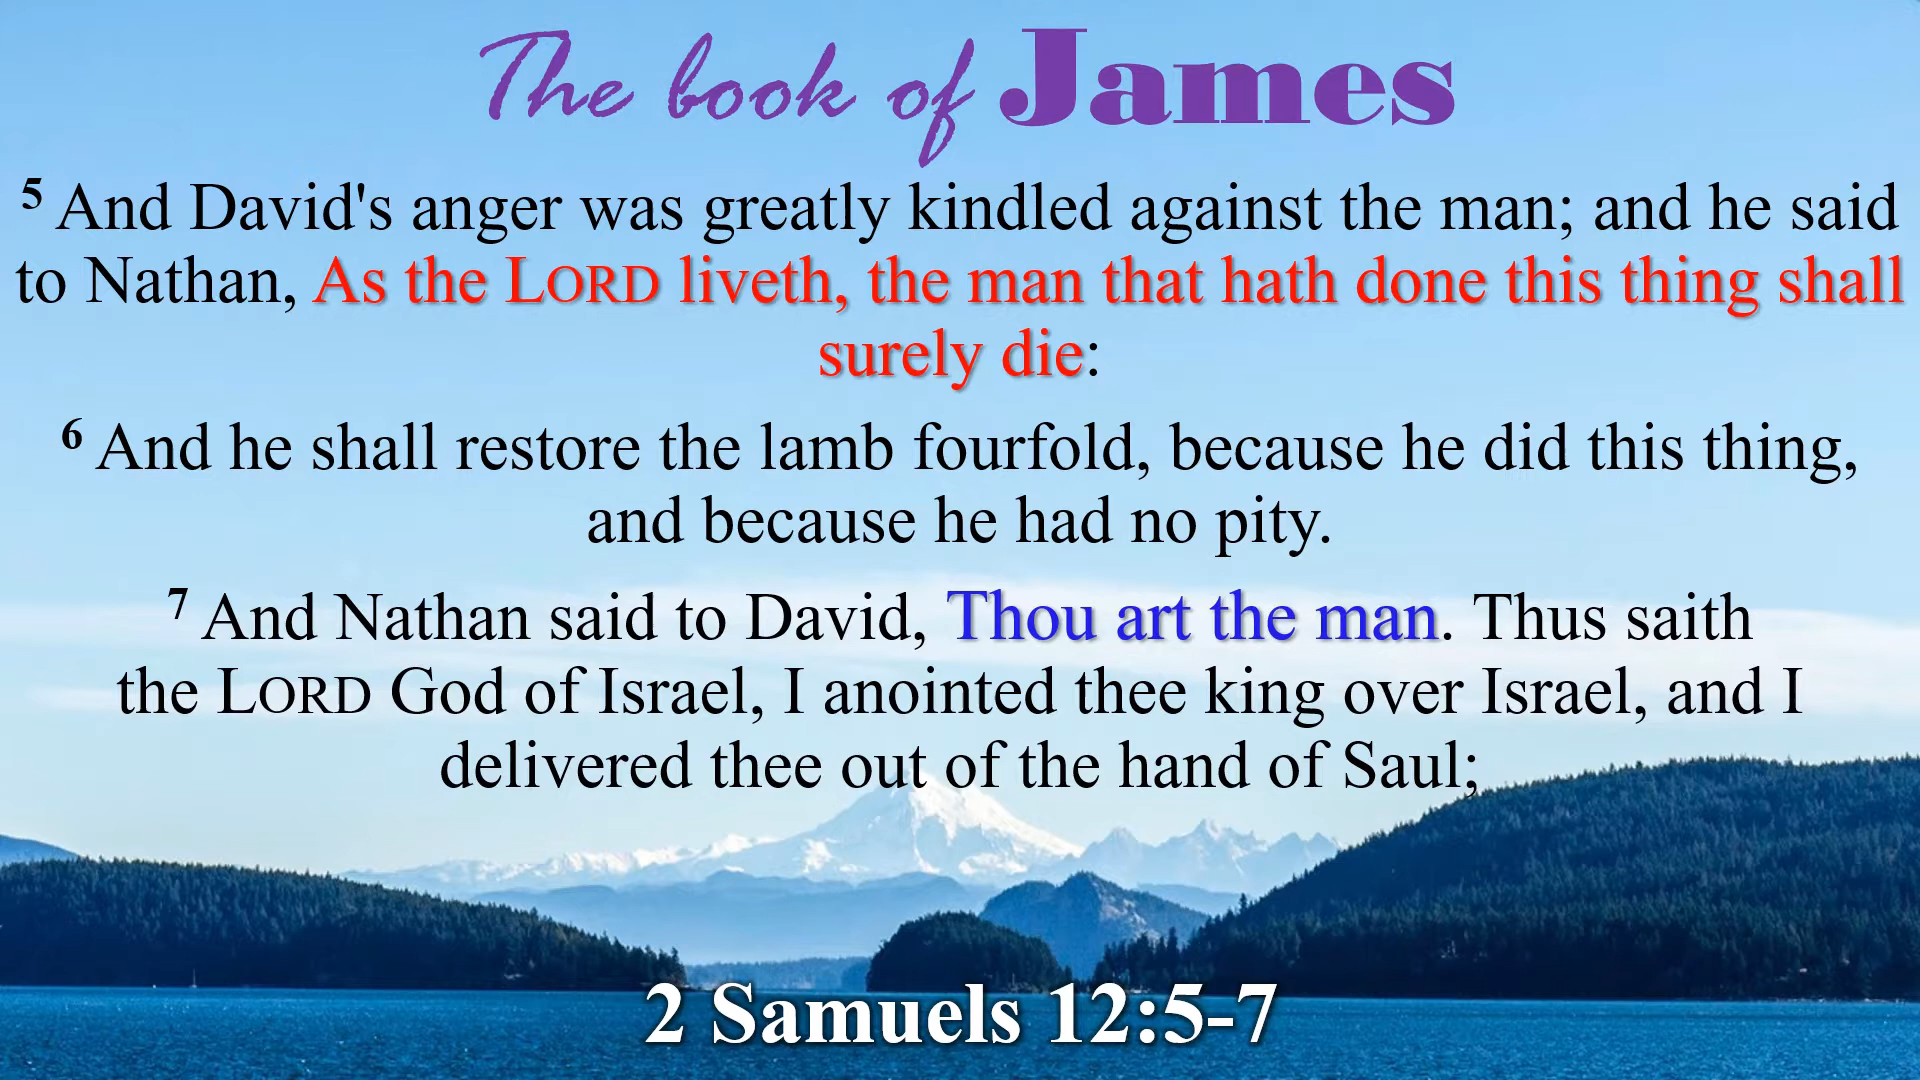 The book of James
5 And David's anger was greatly kindled against the man; and he said
to Nathan, As the LORD liveth, the man that hath done this thing shall
surely die:
6 And he shall restore the lamb fourfold, because he did this thing,
and because he had no pity.
7 And Nathan said to David, Thou art the man. Thus saith
the LORD God of Israel, I anointed thee king over Israel, and I
delivered thee out of the hand of Saul;
2 Samuels 12:5-7